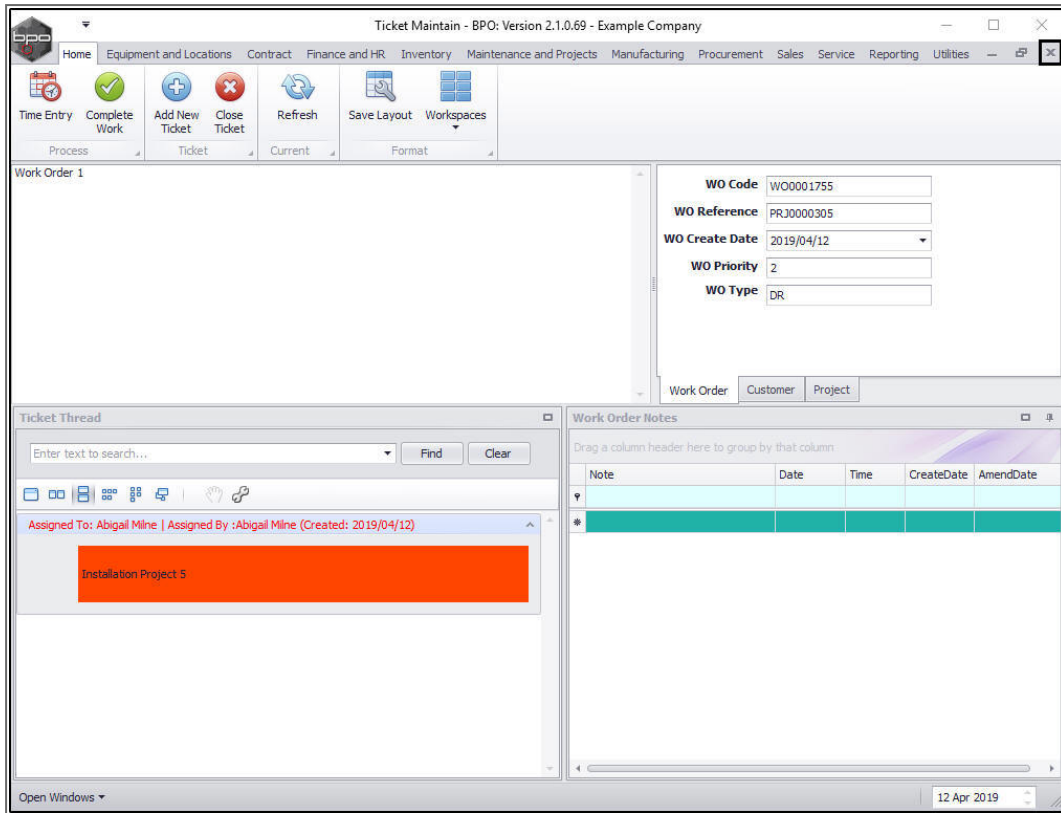 Ticket Maintain - BPO: Version 2.1.0.69 - Example Company
bpo
Home Equipment and Locations Contract Finance and HR Inventory Maintenance and Projects Manufacturing Procurement Sales Service Reporting Utilities
Time Entry Complete Work Add New Ticket Close Ticket Refresh Save Layout Workspaces
Process Ticket Current Format
Work Order 1
WO Code WO0001755
WO Reference PRJ0000305
WO Create Date 2019/04/12
WO Priority 2
WO Type DR
Work Order Customer Project
Ticket Thread
Enter text to search... Find Clear
Assigned To: Abigail Milne | Assigned By :Abigail Milne (Created: 2019/04/12)
Installation Project 5
Work Order Notes
Drag a column header here to group by that column
Note Date Time CreateDate AmendDate
Open Windows 12 Apr 2019